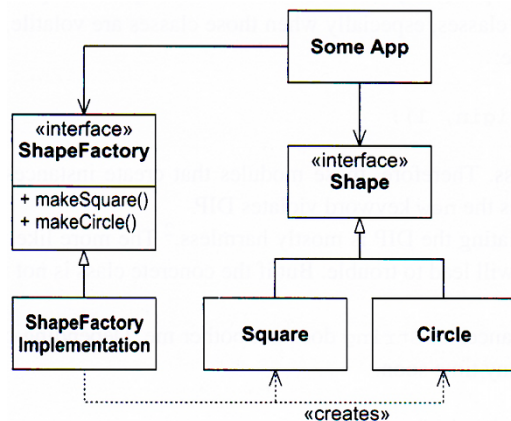 Some App
«interface»
ShapeFactory
+ makeSquare()
+ makeCircle()
«interface»
Shape
ShapeFactory
Implementation
Square
Circle
«creates»